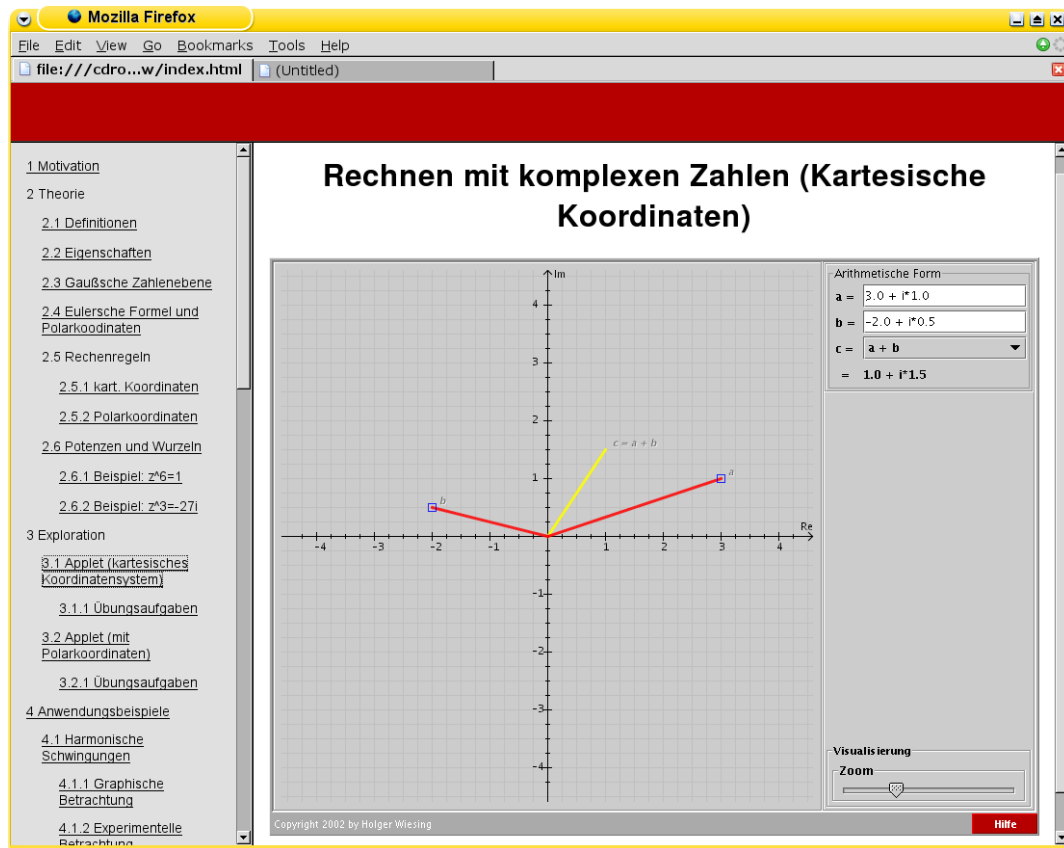 Mozilla Firefox
File Edit View Go Bookmarks Tools Help
file:///cdro...w/index.html
(Untitled)
1 Motivation
2 Theorie
2.1 Definitionen
2.2 Eigenschaften
2.3 Gaußsche Zahlenebene
2.4 Eulersche Formel und
Polarkoodinaten
2.5 Rechenregeln
2.5.1 kart. Koordinaten
2.5.2 Polarkoordinaten
2.6 Potenzen und Wurzeln
2.6.1 Beispiel: z^6=1
2.6.2 Beispiel: z^3=-27i
3 Exploration
3.1 Applet (kartesisches
Koordinatensystem)
3.1.1 Übungsaufgaben
3.2 Applet (mit
Polarkoordinaten)
3.2.1 Übungsaufgaben
4 Anwendungsbeispiele
4.1 Harmonische
Schwingungen
4.1.1 Graphische
Betrachtung
4.1.2 Experimentelle
Betrachtung
Rechnen mit komplexen Zahlen (Kartesische
Koordinaten)
Im
4
3
2
c = a + b
1
a
b
Re
-4 -3 -2 -1 1 2 3 4
-1
-2
-3
-4
Arithmetische Form
a = 3.0 + i*1.0
b = -2.0 + i*0.5
c = a + b
= 1.0 + i*1.5
Visualisierung
Zoom
Copyright 2002 by Holger Wiesing
Hilfe